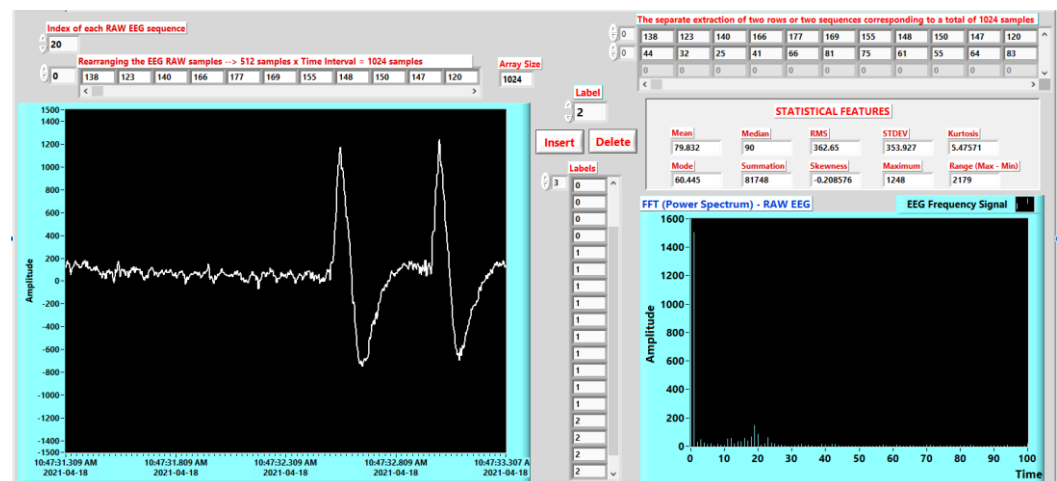 Index of each RAW EEG sequence
20
Rearranging the EEG RAW samples --> 512 samples x Time Interval = 1024 samples
0 138 123 140 166 177 169 155 148 150 147 120
Array Size
1024
The separate extraction of two rows or two sequences corresponding to a total of 1024 samples
0 138 123 140 166 177 169 155 148 150 147 120
0 44 32 25 41 66 81 75 61 55 64 83
0 0 0 0 0 0 0 0 0 0 0
Label
2
Insert Delete
Labels
3 0
0
0
0
1
1
1
1
1
1
1
1
1
1
2
2
2
2
STATISTICAL FEATURES
Mean Median RMS STDEV Kurtosis
79.832 90 362.65 353.927 5.47571
Mode Summation Skewness Maximum Range (Max - Min)
60.445 81748 -0.208576 1248 2179
Amplitude
1500
1400
1200
1000
800
600
400
200
0
-200
-400
-600
-800
-1000
-1200
-1400
-1500
10:47:31.309 AM 10:47:31.809 AM 10:47:32.309 AM 10:47:32.809 AM 10:47:33.307 A
2021-04-18 2021-04-18 2021-04-18 2021-04-18 2021-04-18
FFT (Power Spectrum) - RAW EEG
EEG Frequency Signal
Amplitude
1600
1400
1200
1000
800
600
400
200
0
0 10 20 30 40 50 60 70 80 90 100
Time